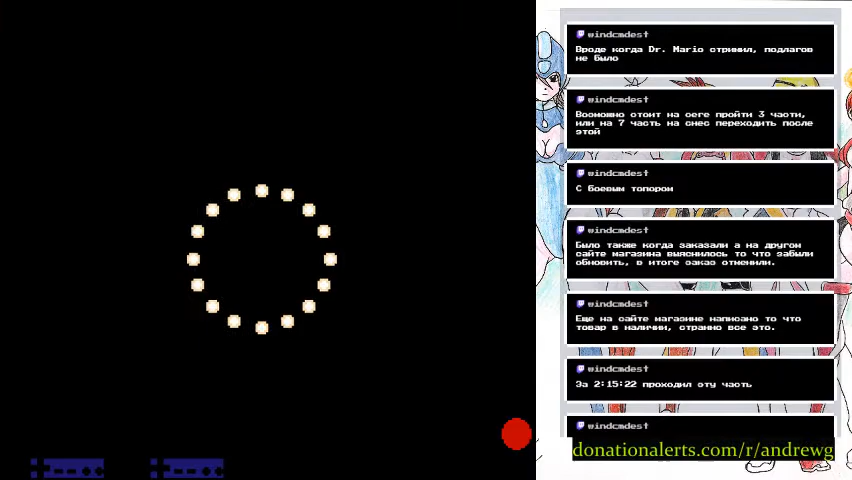 windcmdest
Вроде когда Dr. Mario стримил, подлагов
не было
windcmdest
Возможно стоит на сеге пройти 3 части,
или на 7 часть на снес переходить после
этой
windcmdest
С боевым топором
windcmdest
Было также когда заказали а на другом
сайте магазина выяснилось то что забыли
обновить, в итоге заказ отменили.
windcmdest
Еще на сайте магазине написано то что
товар в наличии, странно все это.
windcmdest
За 2:15:22 проходил эту часть
windcmdest
donationalerts.com/r/andrewg